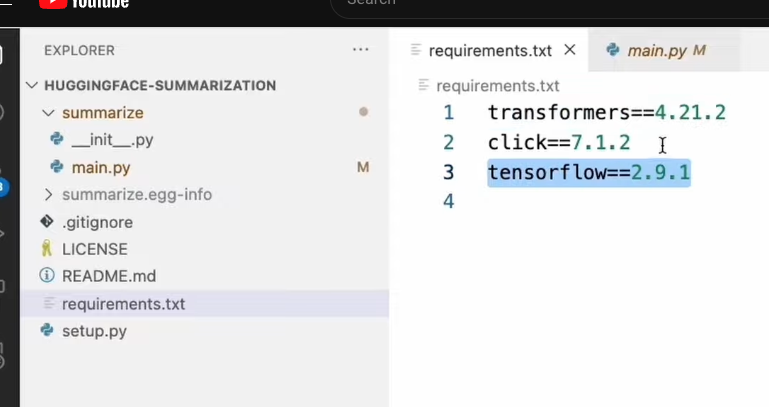 YouTube
Search
EXPLORER
...
HUGGINGFACE-SUMMARIZATION
summarize
__init__.py
main.py M
summarize.egg-info
.gitignore
LICENSE
README.md
requirements.txt
setup.py
requirements.txt
main.py M
requirements.txt
1 transformers==4.21.2
2 click==7.1.2
3 tensorflow==2.9.1
4